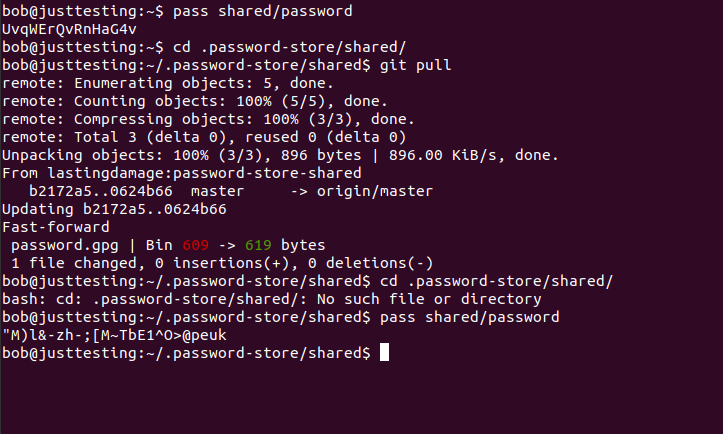 bob@justtesting:~$ pass shared/password
UvqWErQvRnHaG4v
bob@justtesting:~$ cd .password-store/shared/
bob@justtesting:~/.password-store/shared$ git pull
remote: Enumerating objects: 5, done.
remote: Counting objects: 100% (5/5), done.
remote: Compressing objects: 100% (3/3), done.
remote: Total 3 (delta 0), reused 0 (delta 0)
Unpacking objects: 100% (3/3), 896 bytes | 896.00 KiB/s, done.
From lastingdamage:password-store-shared
   b2172a5..0624b66  master     -> origin/master
Updating b2172a5..0624b66
Fast-forward
 password.gpg | Bin 609 -> 619 bytes
 1 file changed, 0 insertions(+), 0 deletions(-)
bob@justtesting:~/.password-store/shared$ cd .password-store/shared/
bash: cd: .password-store/shared/: No such file or directory
bob@justtesting:~/.password-store/shared$ pass shared/password
"M)l&-zh-;[M~TbE1^O>@peuk
bob@justtesting:~/.password-store/shared$